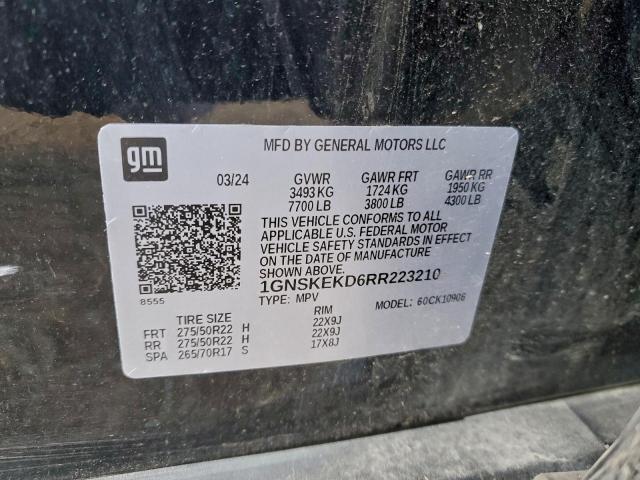 gm
MFD BY GENERAL MOTORS LLC
03/24 GVWR GAWR FRT GAWR RR
3493 KG 1724 KG 1950 KG
7700 LB 3800 LB 4300 LB
THIS VEHICLE CONFORMS TO ALL
APPLICABLE U.S. FEDERAL MOTOR
VEHICLE SAFETY STANDARDS IN EFFECT
ON THE DATE OF MANUFACTURE
SHOWN ABOVE.
1GNSKEKD6RR223210
8555 TYPE: MPV MODEL: 60CK10906
TIRE SIZE RIM
FRT 275/50R22 H 22X9J
RR 275/50R22 H 22X9J
SPA 265/70R17 S 17X8J